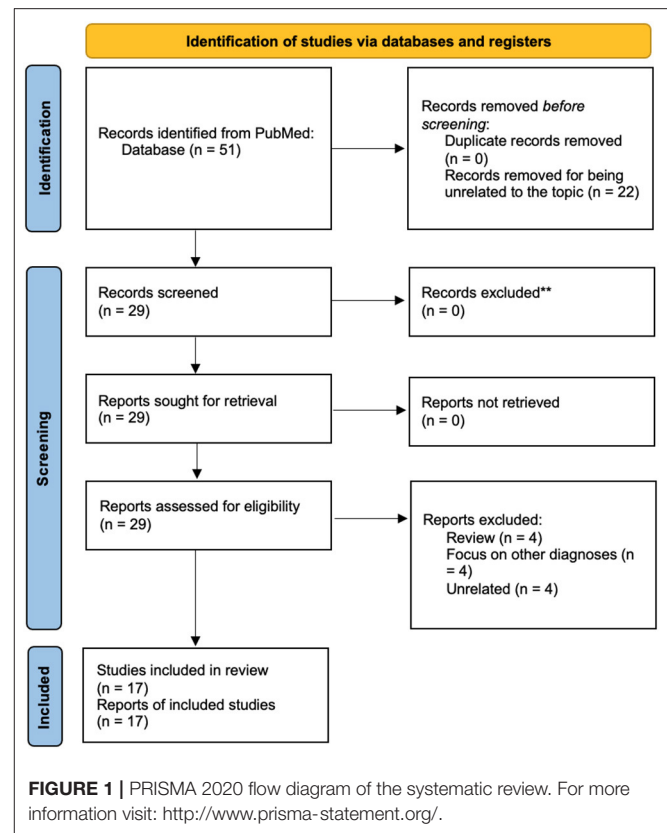 Identification of studies via databases and registers
Identification
Records identified from PubMed:
Database (n = 51)
Records removed before
screening:
Duplicate records removed
(n = 0)
Records removed for being
unrelated to the topic (n = 22)
Screening
Records screened
(n = 29)
Records excluded**
(n = 0)
Reports sought for retrieval
(n = 29)
Reports not retrieved
(n = 0)
Reports assessed for eligibility
(n = 29)
Reports excluded:
Review (n = 4)
Focus on other diagnoses (n
= 4)
Unrelated (n = 4)
Included
Studies included in review
(n = 17)
Reports of included studies
(n = 17)
FIGURE 1 | PRISMA 2020 flow diagram of the systematic review. For more
information visit: http://www.prisma-statement.org/.